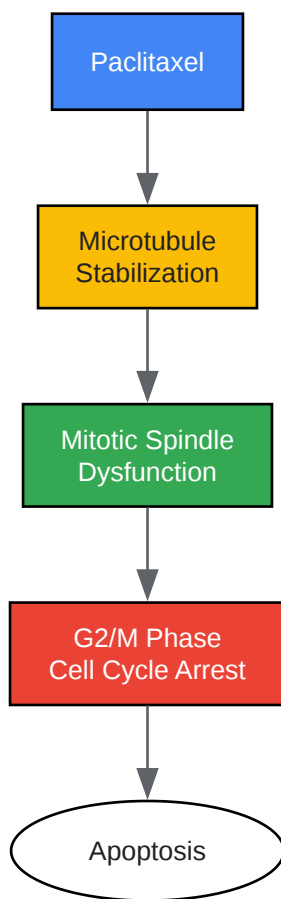 Paclitaxel
Microtubule
Stabilization
Mitotic Spindle
Dysfunction
G2/M Phase
Cell Cycle Arrest
Apoptosis